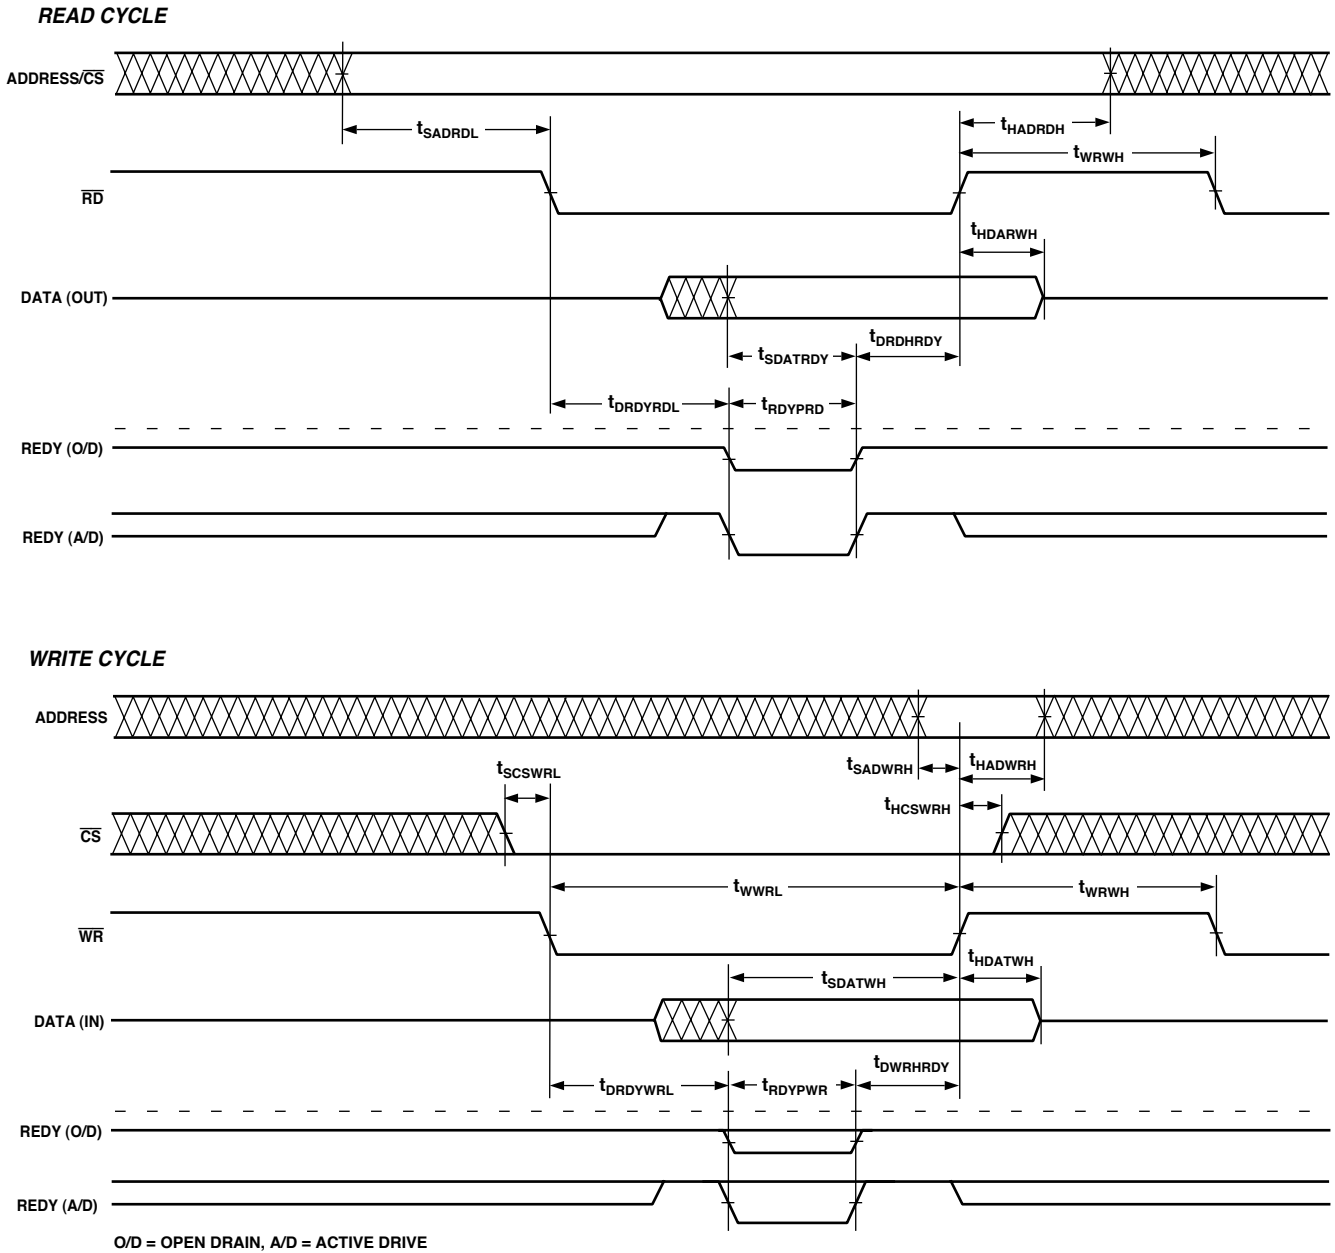 READ CYCLE
ADDRESS/CS
tSADRDL
tHADRDH
tWRWH
RD
tHDARWH
DATA (OUT)
tSDATRDY
tDRDHRDY
tDRDYRDL
tRDYPRD
REDY (O/D)
REDY (A/D)
WRITE CYCLE
ADDRESS
tSCSWRL
tSADWRH
tHADWRH
tHCSWRH
CS
tWWRL
tWRWH
WR
tSDATWH
tHDATWH
DATA (IN)
tDRDYWRL
tRDYPWR
tDWRHRDY
REDY (O/D)
REDY (A/D)
O/D = OPEN DRAIN, A/D = ACTIVE DRIVE